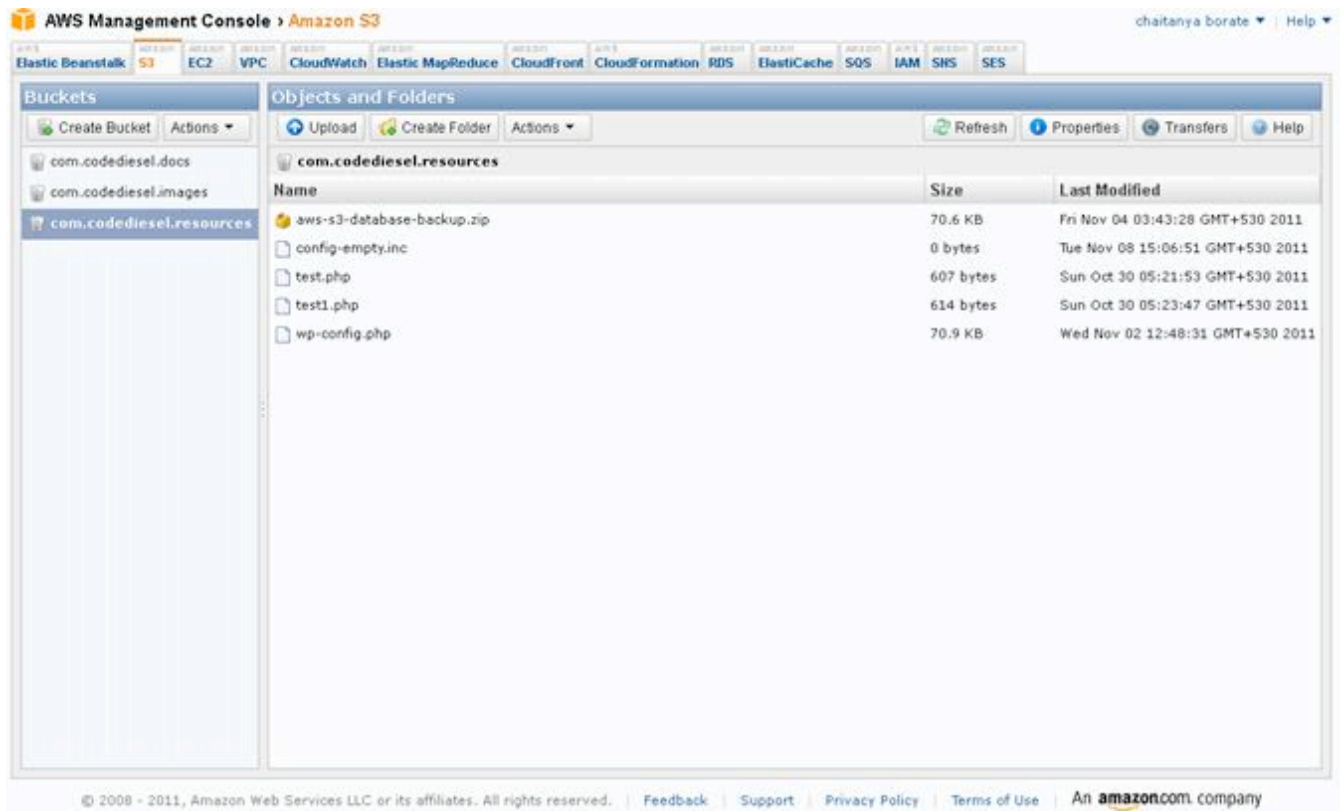 AWS Management Console › Amazon S3
chaitanya borate ▾ | Help ▾
Elastic Beanstalk S3 EC2 VPC CloudWatch Elastic MapReduce CloudFront CloudFormation RDS ElastiCache SQS IAM SNS SES
Buckets
Create Bucket Actions ▾
com.codediesel.docs
com.codediesel.images
com.codediesel.resources
Objects and Folders
Upload Create Folder Actions ▾ Refresh Properties Transfers Help
com.codediesel.resources
Name Size Last Modified
aws-s3-database-backup.zip 70.6 KB Fri Nov 04 03:43:28 GMT+530 2011
config-empty.inc 0 bytes Tue Nov 08 15:06:51 GMT+530 2011
test.php 607 bytes Sun Oct 30 05:21:53 GMT+530 2011
test1.php 614 bytes Sun Oct 30 05:23:47 GMT+530 2011
wp-config.php 70.9 KB Wed Nov 02 12:48:31 GMT+530 2011
© 2008 - 2011, Amazon Web Services LLC or its affiliates. All rights reserved. | Feedback | Support | Privacy Policy | Terms of Use | An amazon.com. company